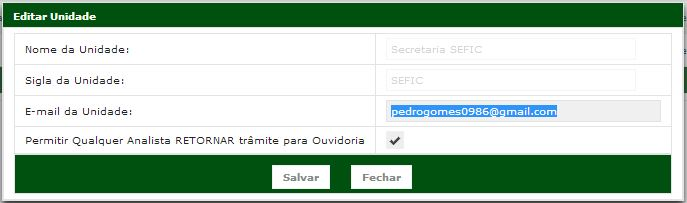 Editar Unidade
Nome da Unidade: Secretaria SEFIC
Sigla da Unidade: SEFIC
E-mail da Unidade: pedrogomes0986@gmail.com
Permitir Qualquer Analista RETORNAR trâmite para Ouvidoria
Salvar Fechar